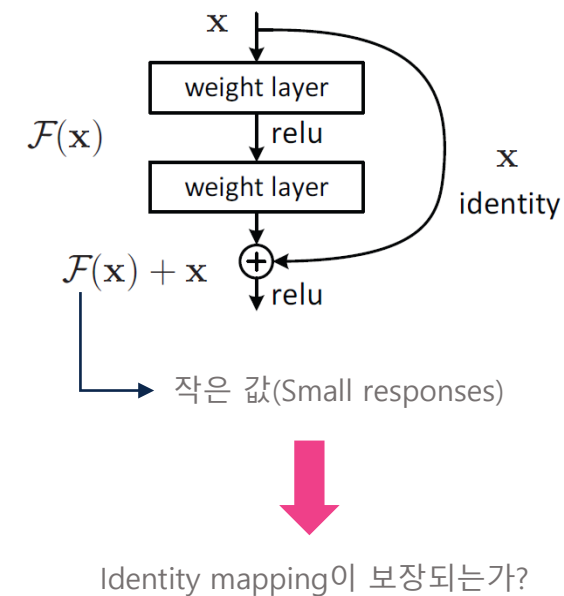 x
weight layer
relu
F(x)
weight layer
x
identity
F(x) + x
relu
작은 값(Small responses)
Identity mapping이 보장되는가?